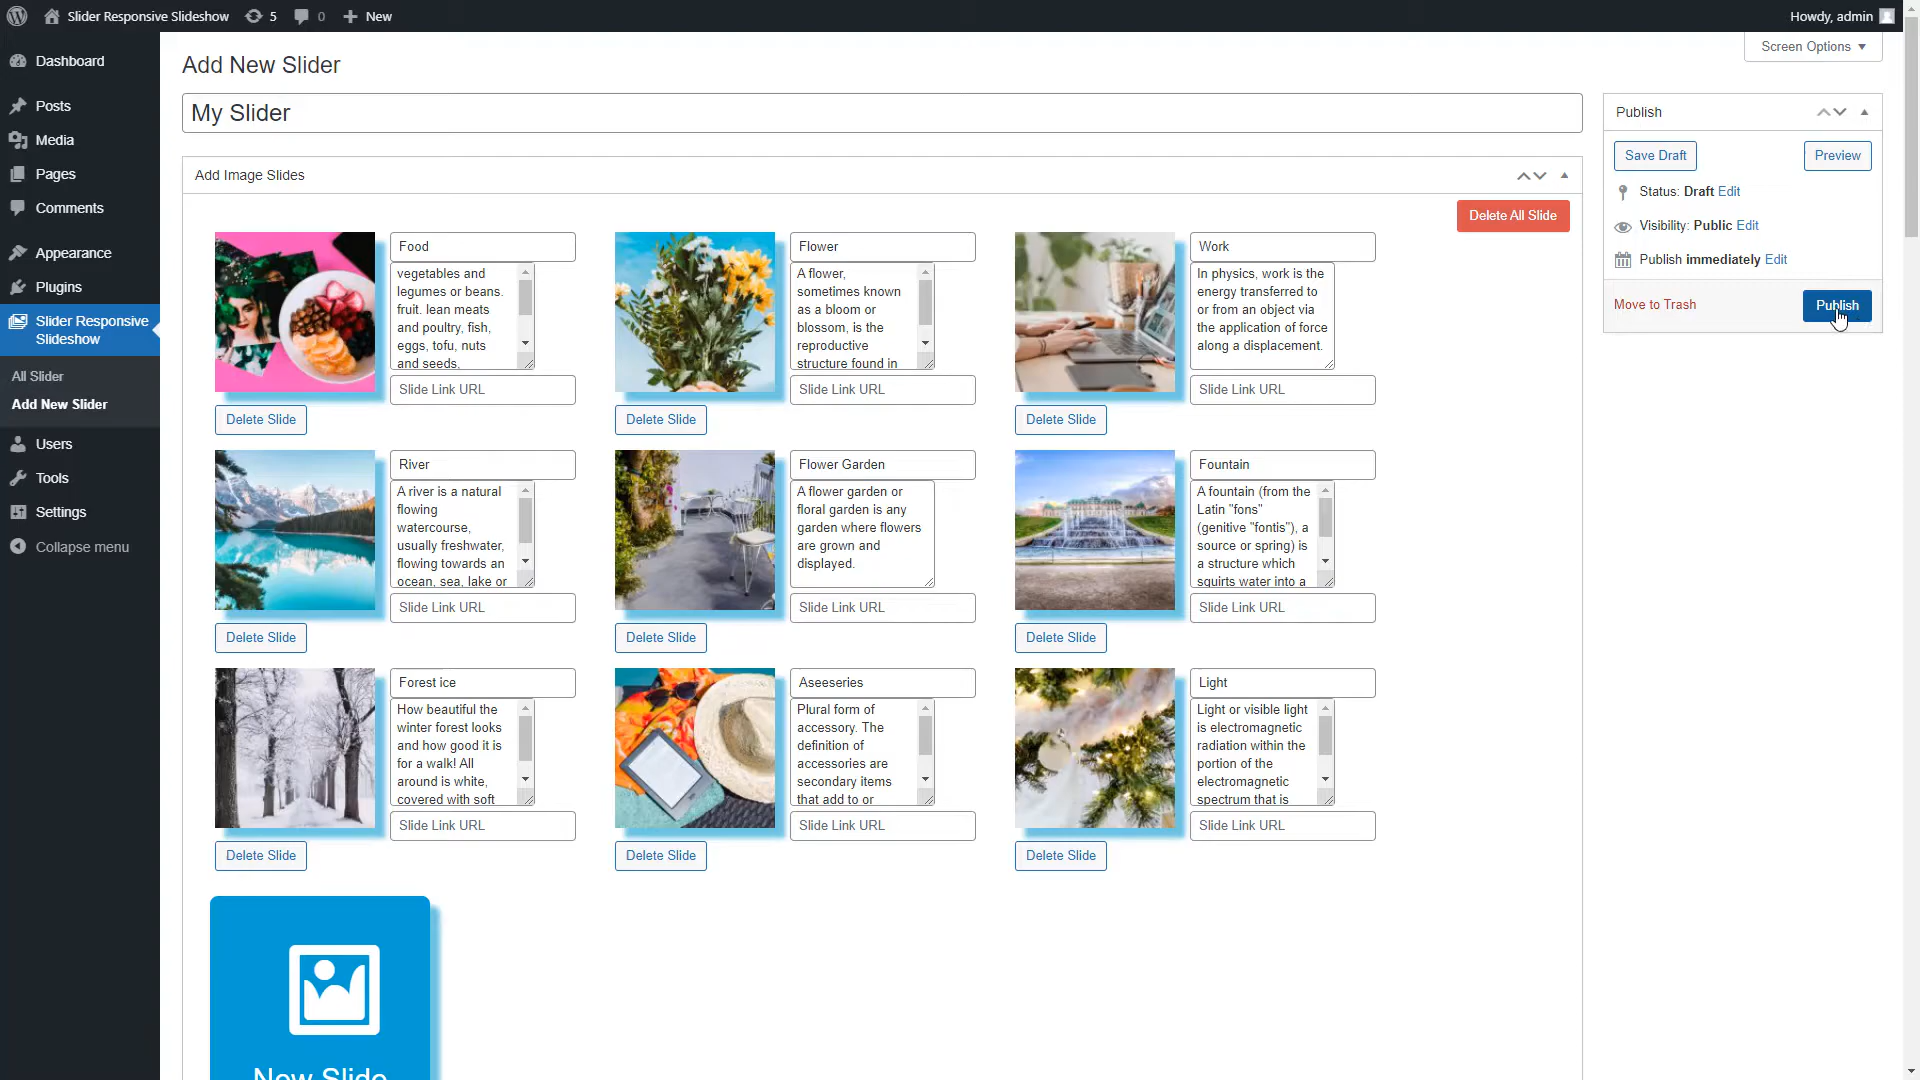 Slider Responsive Slideshow
5
0
New
Howdy, admin
Dashboard
Posts
Media
Pages
Comments
Appearance
Plugins
Slider Responsive
Slideshow
All Slider
Add New Slider
Users
Tools
Settings
Collapse menu
Screen Options
Add New Slider
My Slider
Add Image Slides
Delete All Slide
Food
vegetables and
legumes or beans.
fruit. lean meats
and poultry, fish,
eggs, tofu, nuts
and seeds,
Slide Link URL
Delete Slide
Flower
A flower,
sometimes known
as a bloom or
blossom, is the
reproductive
structure found in
Slide Link URL
Delete Slide
Work
In physics, work is the
energy transferred to
or from an object via
the application of force
along a displacement.
Slide Link URL
Delete Slide
River
A river is a natural
flowing
watercourse,
usually freshwater,
flowing towards an
ocean, sea, lake or
Slide Link URL
Delete Slide
Flower Garden
A flower garden or
floral garden is any
garden where flowers
are grown and
displayed.
Slide Link URL
Delete Slide
Fountain
A fountain (from the
Latin "fons"
(genitive "fontis"), a
source or spring) is
a structure which
squirts water into a
Slide Link URL
Delete Slide
Forest ice
How beautiful the
winter forest looks
and how good it is
for a walk! All
around is white,
covered with soft
Slide Link URL
Delete Slide
Aseeseries
Plural form of
accessory. The
definition of
accessories are
secondary items
that add to or
Slide Link URL
Delete Slide
Light
Light or visible light
is electromagnetic
radiation within the
portion of the
electromagnetic
spectrum that is
Slide Link URL
Delete Slide
New Slide
Publish
Save Draft
Preview
Status: Draft Edit
Visibility: Public Edit
Publish immediately Edit
Move to Trash
Publish